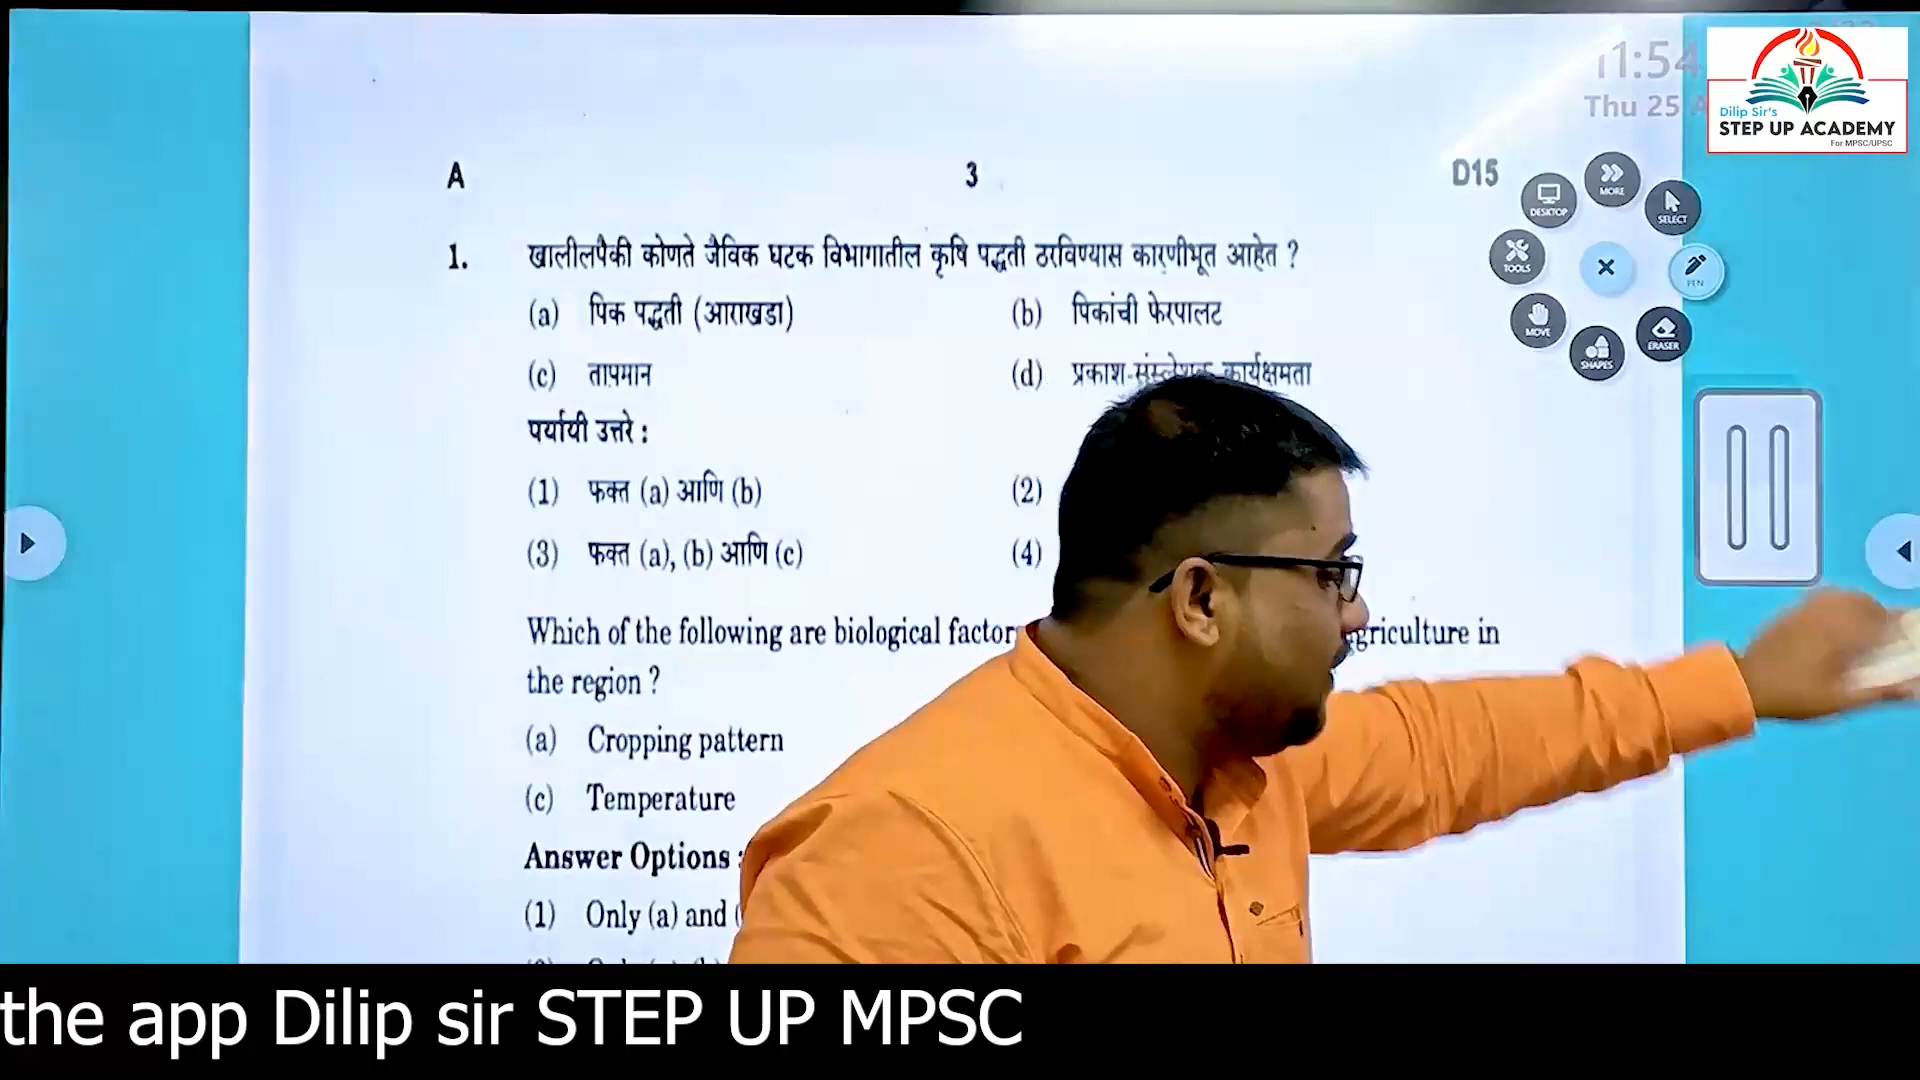 11:54
Thu 25
Dilip Sir's
STEP UP ACADEMY
For MPSC/UPSC
A 3 D15
MORE
DESKTOP
SELECT
TOOLS
PEN
MOVE
ERASER
SHAPES
1. खालीलपैकी कोणते जैविक घटक विभागातील कृषि पद्धती ठरविण्यास कारणीभूत आहेत ?
(a) पिक पद्धती (आराखडा) (b) पिकांची फेरपालट
(c) तापमान (d) प्रकाश-संस्लेशक कार्यक्षमता
पर्यायी उत्तरे :
(1) फक्त (a) आणि (b) (2)
(3) फक्त (a), (b) आणि (c) (4)
Which of the following are biological factor griculture in
the region ?
(a) Cropping pattern
(c) Temperature
Answer Options :
(1) Only (a) and (
the app Dilip sir STEP UP MPSC